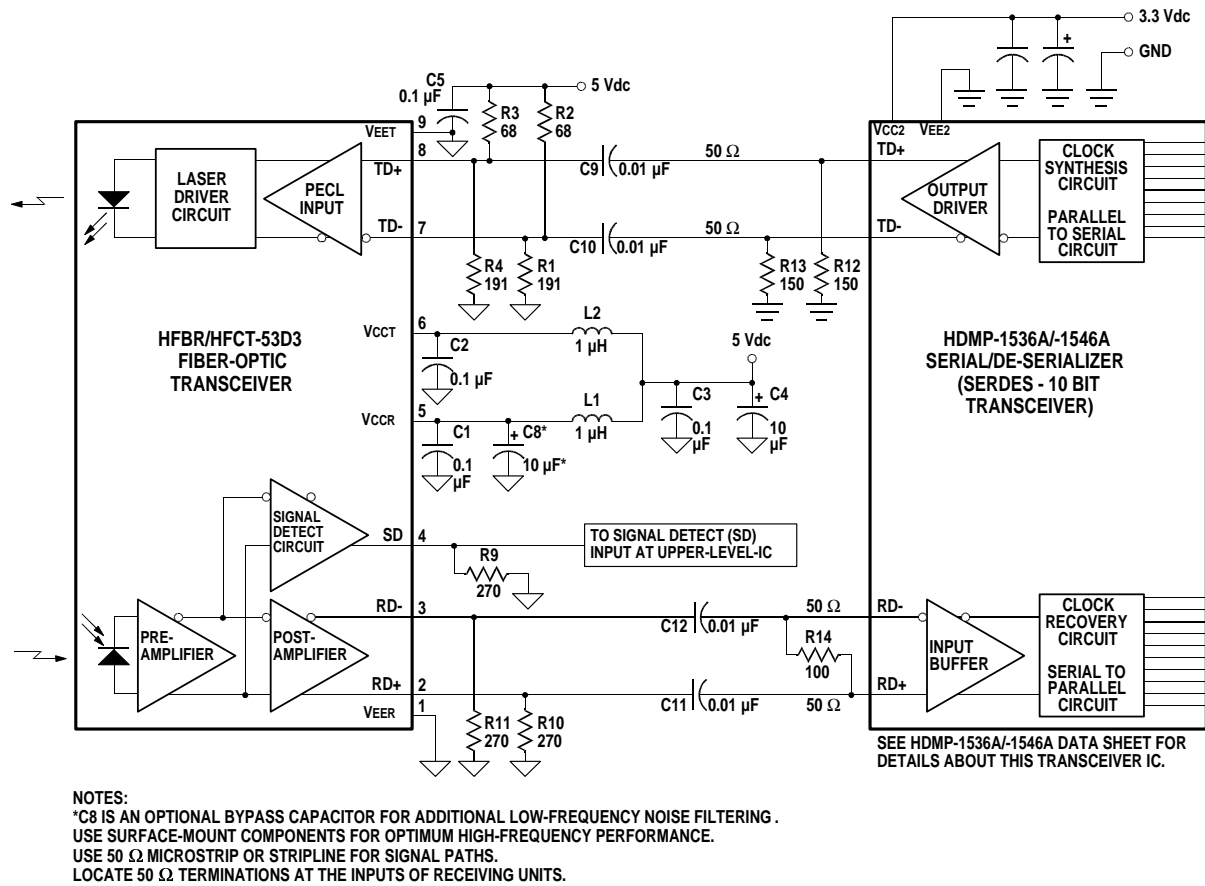 3.3 Vdc
GND
C5
0.1 µF
5 Vdc
R3
68
R2
68
9
VEET
VCC2
VEE2
8
TD+
C9
0.01 µF
50 Ω
TD+
LASER
DRIVER
CIRCUIT
PECL
INPUT
OUTPUT
DRIVER
CLOCK
SYNTHESIS
CIRCUIT
PARALLEL
TO SERIAL
CIRCUIT
TD-
7
C10
0.01 µF
50 Ω
TD-
R4
191
R1
191
R13
150
R12
150
HFBR/HFCT-53D3
FIBER-OPTIC
TRANSCEIVER
HDMP-1536A/-1546A
SERIAL/DE-SERIALIZER
(SERDES - 10 BIT
TRANSCEIVER)
VCCT
6
L2
1 µH
5 Vdc
C2
0.1 µF
VCCR
5
L1
1 µH
C3
0.1
µF
+
C4
10
µF
C1
0.1
µF
+
C8*
10 µF*
SIGNAL
DETECT
CIRCUIT
SD
4
TO SIGNAL DETECT (SD)
INPUT AT UPPER-LEVEL-IC
R9
270
RD-
3
C12
0.01 µF
50 Ω
RD-
PRE-
AMPLIFIER
POST-
AMPLIFIER
R14
100
INPUT
BUFFER
CLOCK
RECOVERY
CIRCUIT
SERIAL TO
PARALLEL
CIRCUIT
RD+
2
C11
0.01 µF
50 Ω
RD+
VEER
1
R11
270
R10
270
SEE HDMP-1536A/-1546A DATA SHEET FOR
DETAILS ABOUT THIS TRANSCEIVER IC.
NOTES:
*C8 IS AN OPTIONAL BYPASS CAPACITOR FOR ADDITIONAL LOW-FREQUENCY NOISE FILTERING .
USE SURFACE-MOUNT COMPONENTS FOR OPTIMUM HIGH-FREQUENCY PERFORMANCE.
USE 50 Ω MICROSTRIP OR STRIPLINE FOR SIGNAL PATHS.
LOCATE 50 Ω TERMINATIONS AT THE INPUTS OF RECEIVING UNITS.